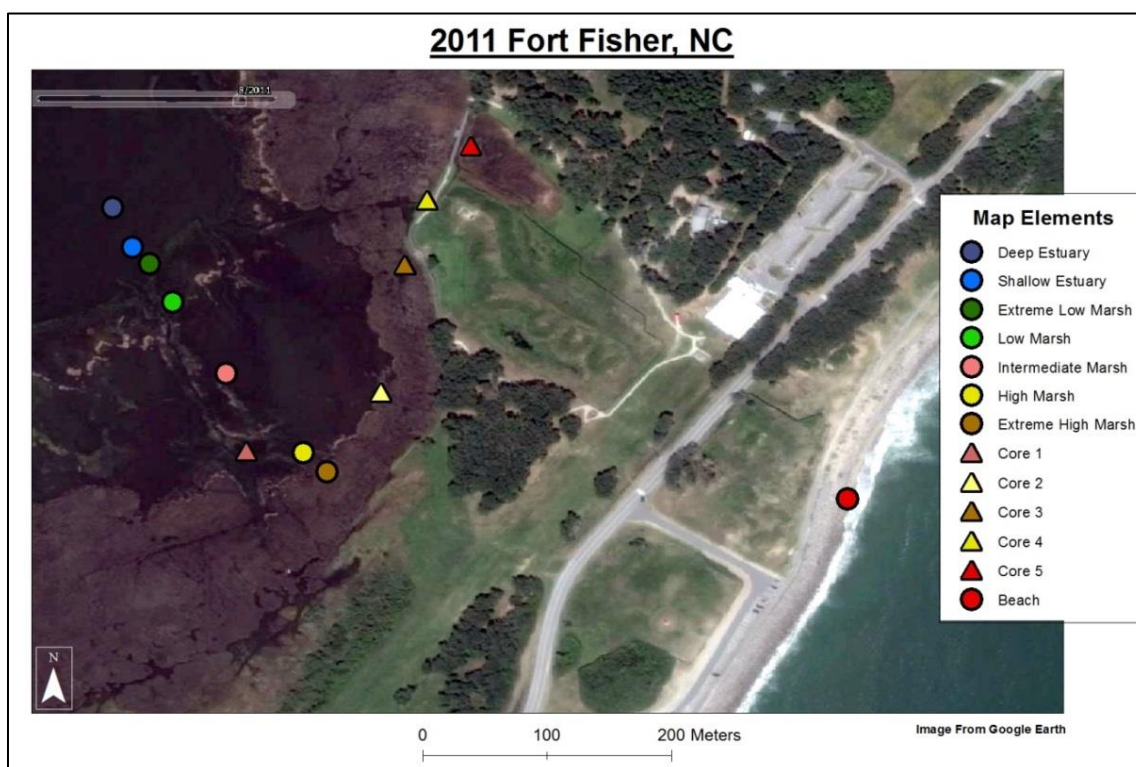 2011 Fort Fisher, NC
8/2011
Map Elements
Deep Estuary
Shallow Estuary
Extreme Low Marsh
Low Marsh
Intermediate Marsh
High Marsh
Extreme High Marsh
Core 1
Core 2
Core 3
Core 4
Core 5
Beach
N
0 100 200 Meters
Image From Google Earth